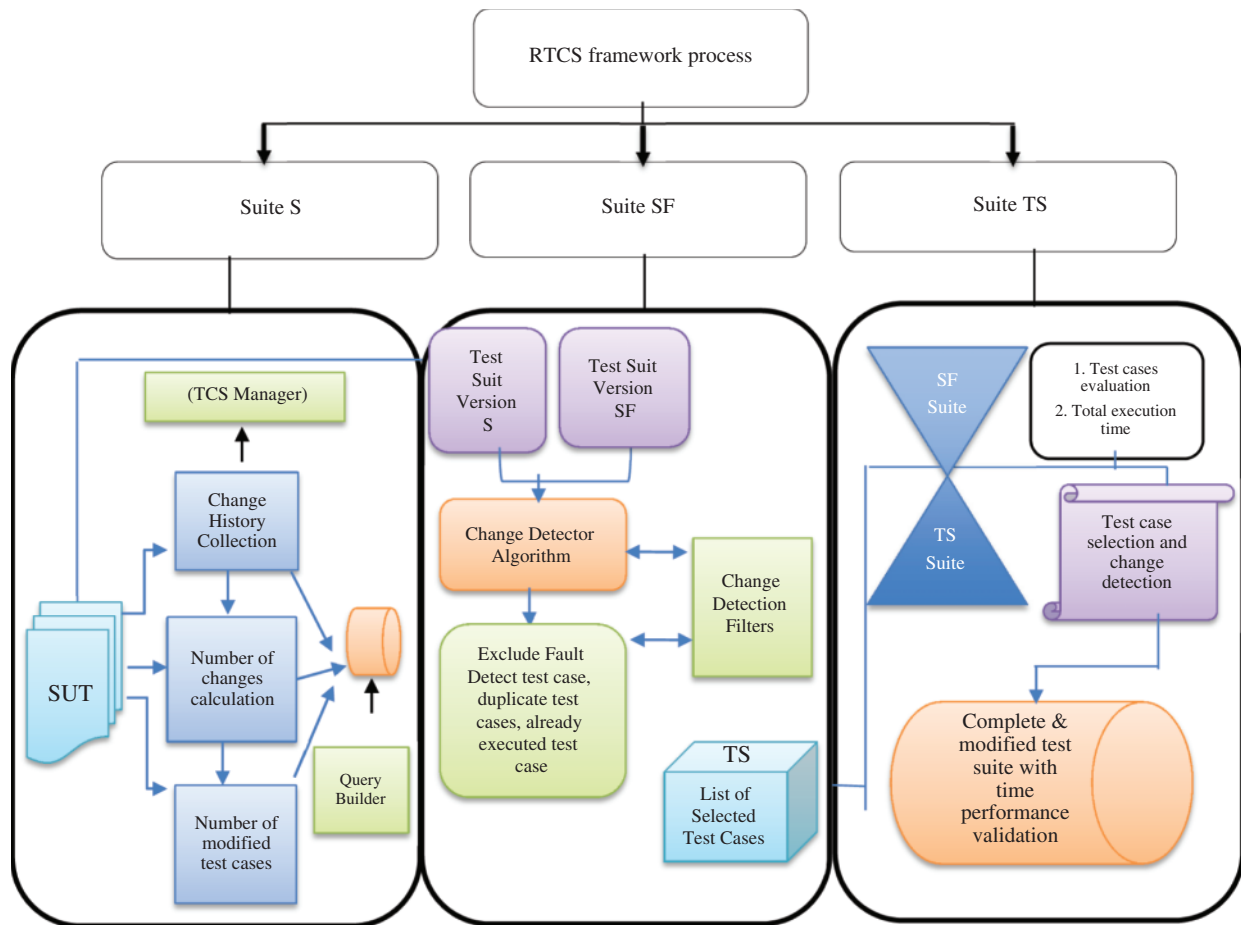 RTCS framework process
Suite S
Suite SF
Suite TS
(TCS Manager)
Change
History
Collection
SUT
Number of
changes
calculation
Query
Builder
Number of
modified
test cases
Test
Suit
Version
S
Test Suit
Version
SF
Change Detector
Algorithm
Change
Detection
Filters
Exclude Fault
Detect test case,
duplicate test
cases, already
executed test
case
TS
List of
Selected
Test Cases
SF
Suite
TS
Suite
1. Test cases
evaluation
2. Total execution
time
Test case
selection and
change
detection
Complete &
modified test
suite with
time
performance
validation